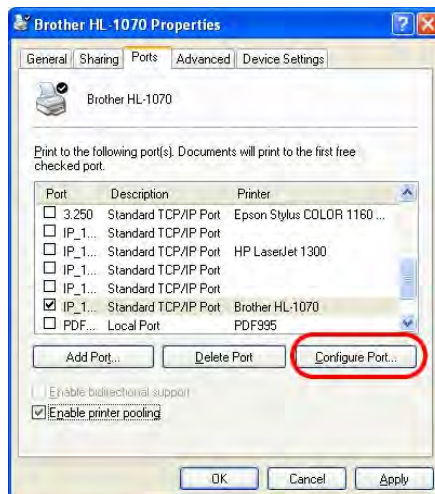 Brother HL-1070 Properties
General Sharing Ports Advanced Device Settings
Brother HL-1070
Print to the following port(s). Documents will print to the first free
checked port.
Port Description Printer
3.250 Standard TCP/IP Port Epson Stylus COLOR 1160 ...
IP_1... Standard TCP/IP Port
IP_1... Standard TCP/IP Port HP LaserJet 1300
IP_1... Standard TCP/IP Port
IP_1... Standard TCP/IP Port
IP_1... Standard TCP/IP Port Brother HL-1070
PDF... Local Port PDF995
Add Port... Delete Port Configure Port...
Enable bidirectional support
Enable printer pooling
OK Cancel Apply